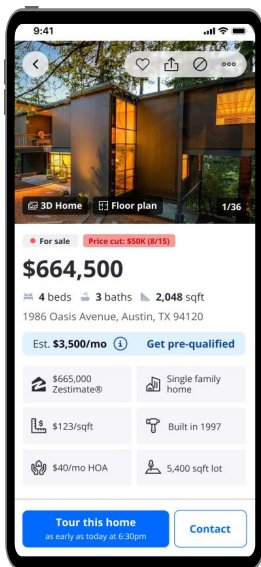 9:41
3D Home
Floor plan
1/36
For sale
Price cut: $50K (8/15)
$664,500
4 beds 3 baths 2,048 sqft
1986 Oasis Avenue, Austin, TX 94120
Est. $3,500/mo
Get pre-qualified
$665,000
Zestimate®
Single family
home
$123/sqft
Built in 1997
$40/mo HOA
5,400 sqft lot
Tour this home
as early as today at 6:30pm
Contact